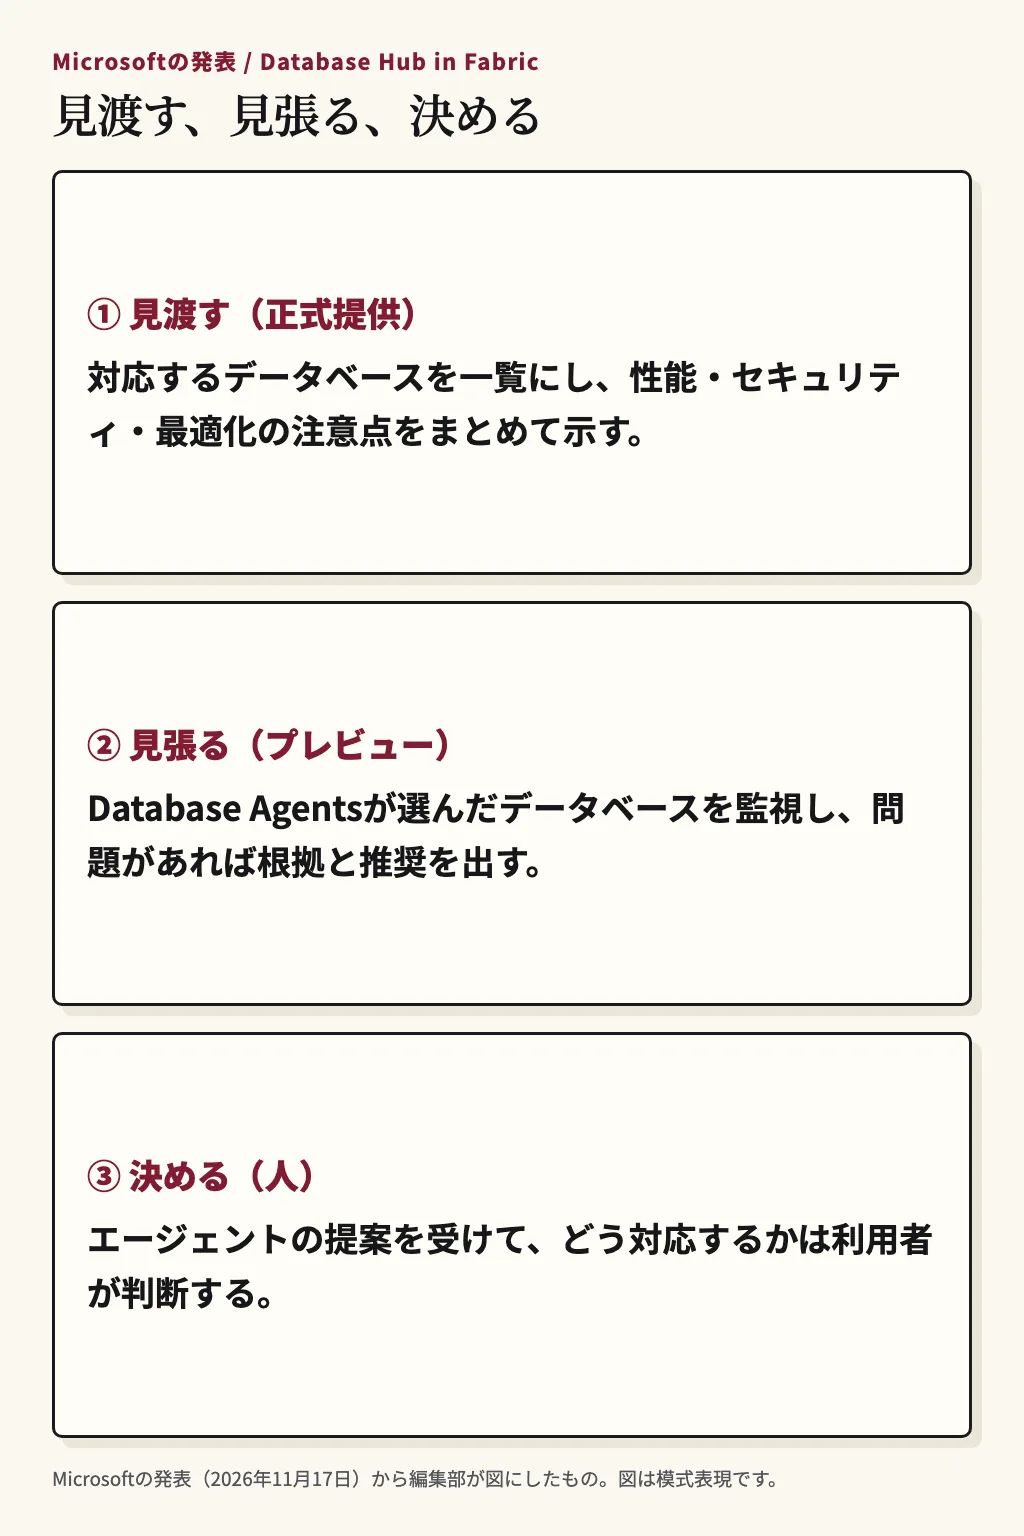 Microsoftの発表 / Database Hub in Fabric
見渡す、見張る、決める
① 見渡す（正式提供）
対応するデータベースを一覧にし、性能・セキュリテ
ィ・最適化の注意点をまとめて示す。
② 見張る（プレビュー）
Database Agentsが選んだデータベースを監視し、問
題があれば根拠と推奨を出す。
③ 決める（人）
エージェントの提案を受けて、どう対応するかは利用者
が判断する。
Microsoftの発表（2026年11月17日）から編集部が図にしたもの。図は模式表現です。